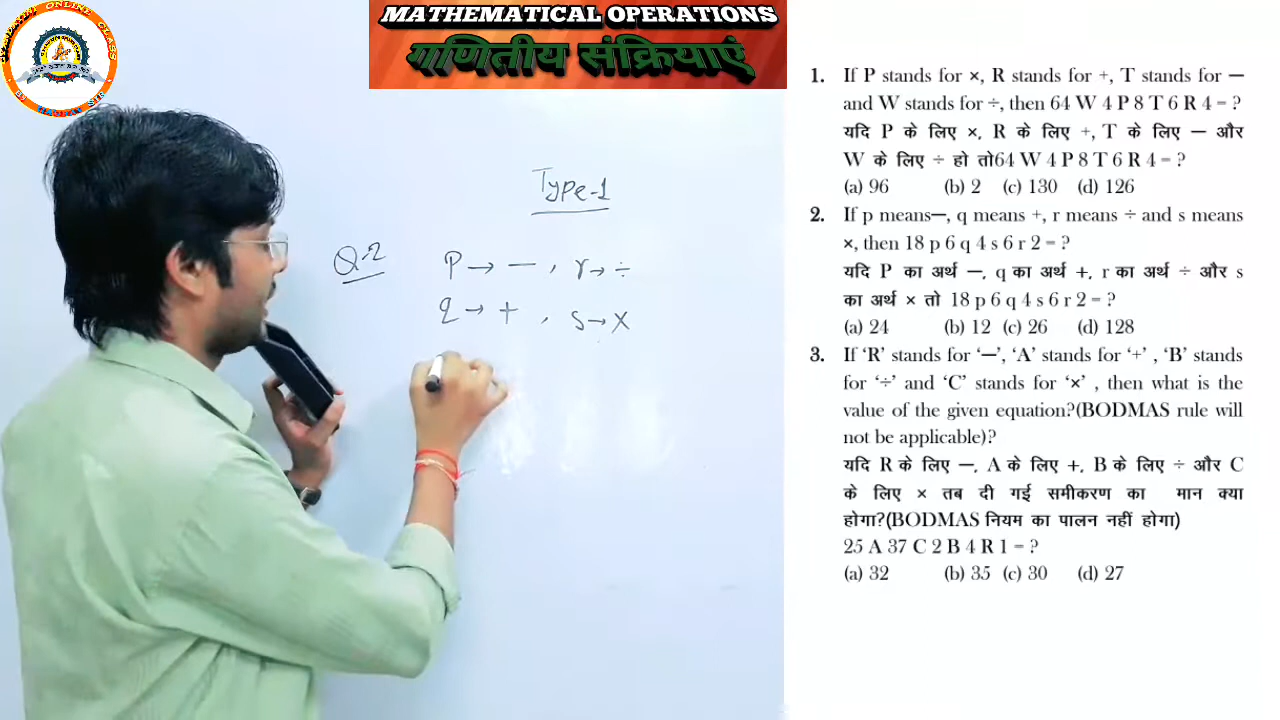 MATHEMATICAL OPERATIONS
गणितीय संक्रियाएं
ONLINE CLASS
Type-1
Q-2
P → − , r → ÷
q → + , s → ×
1. If P stands for ×, R stands for +, T stands for −
and W stands for ÷, then 64 W 4 P 8 T 6 R 4 = ?
यदि P के लिए ×, R के लिए +, T के लिए − और
W के लिए ÷ हो तो64 W 4 P 8 T 6 R 4 = ?
(a) 96 (b) 2 (c) 130 (d) 126
2. If p means−, q means +, r means ÷ and s means
×, then 18 p 6 q 4 s 6 r 2 = ?
यदि P का अर्थ −, q का अर्थ +, r का अर्थ ÷ और s
का अर्थ × तो 18 p 6 q 4 s 6 r 2 = ?
(a) 24 (b) 12 (c) 26 (d) 128
3. If ‘R’ stands for ‘−’, ‘A’ stands for ‘+’ , ‘B’ stands
for ‘÷’ and ‘C’ stands for ‘×’ , then what is the
value of the given equation?(BODMAS rule will
not be applicable)?
यदि R के लिए −, A के लिए +, B के लिए ÷ और C
के लिए × तब दी गई समीकरण का मान क्या
होगा?(BODMAS नियम का पालन नहीं होगा)
25 A 37 C 2 B 4 R 1 = ?
(a) 32 (b) 35 (c) 30 (d) 27